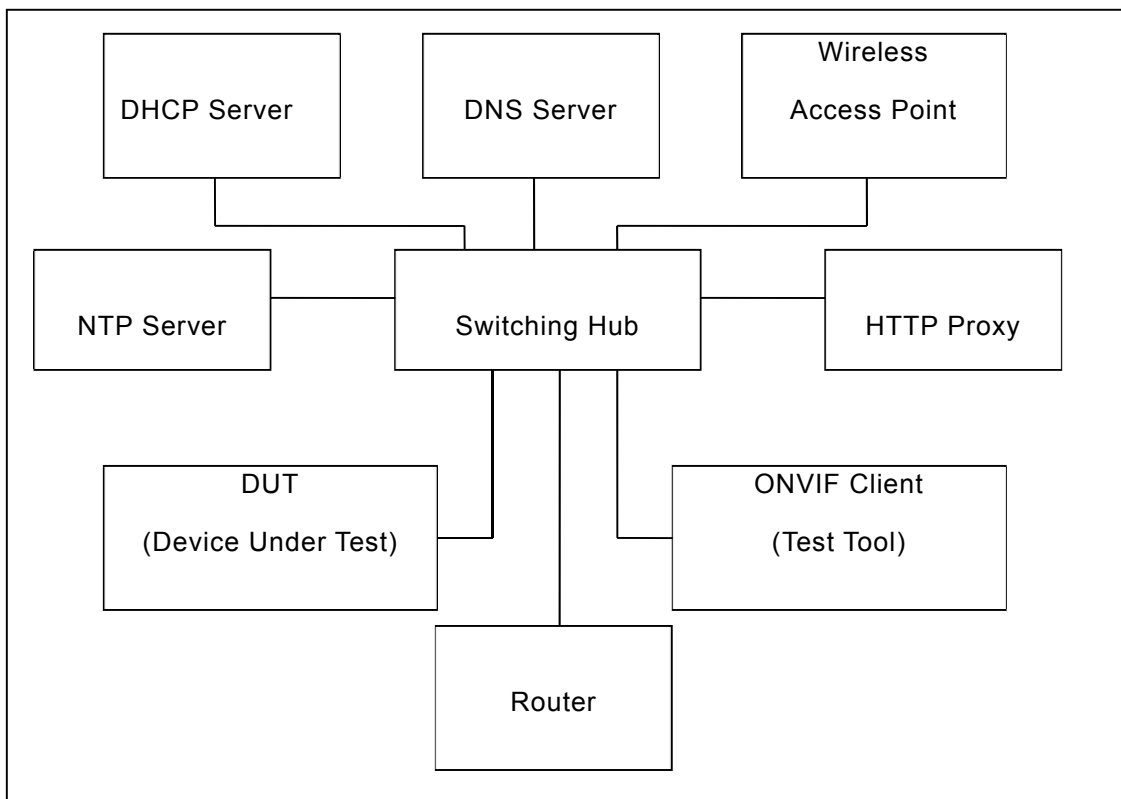 DHCP Server
DNS Server
Wireless
Access Point
NTP Server
Switching Hub
HTTP Proxy
DUT
(Device Under Test)
ONVIF Client
(Test Tool)
Router